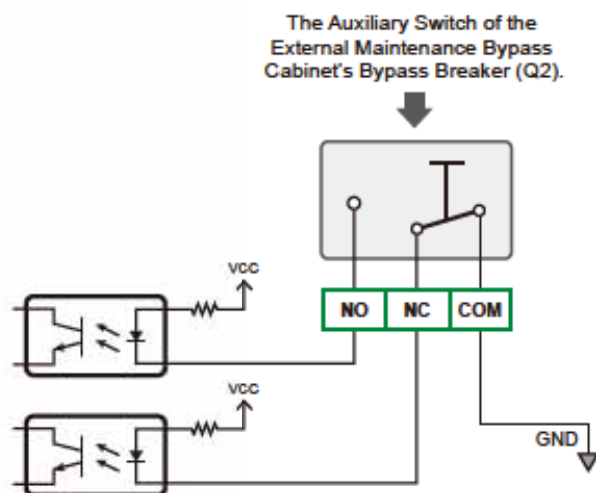 The Auxiliary Switch of the
External Maintenance Bypass
Cabinet's Bypass Breaker (Q2).
VCC
NO NC COM
VCC
GND